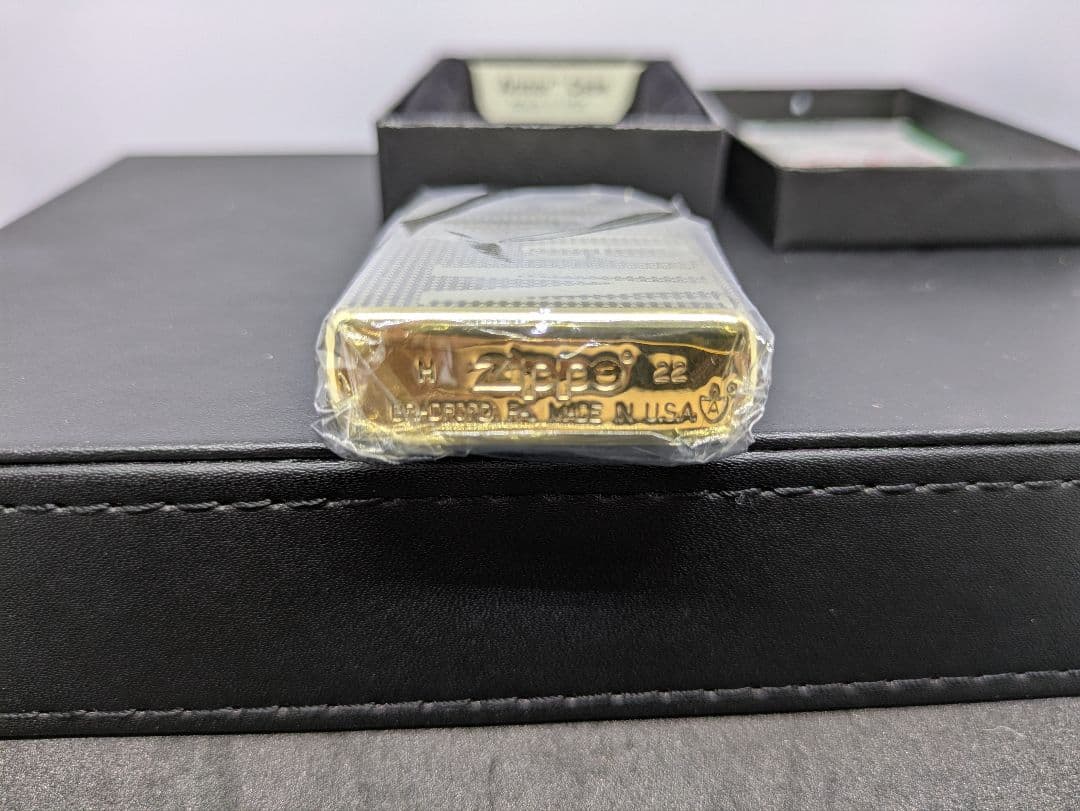 H Zippo 22
BRADFORD, PA. MADE IN U.S.A. A